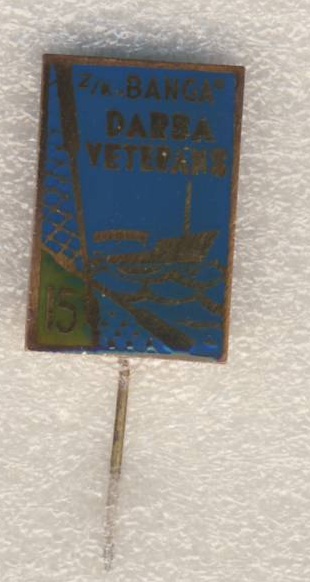 Z/K „BANGA"
DARBA
VETERĀNS
15